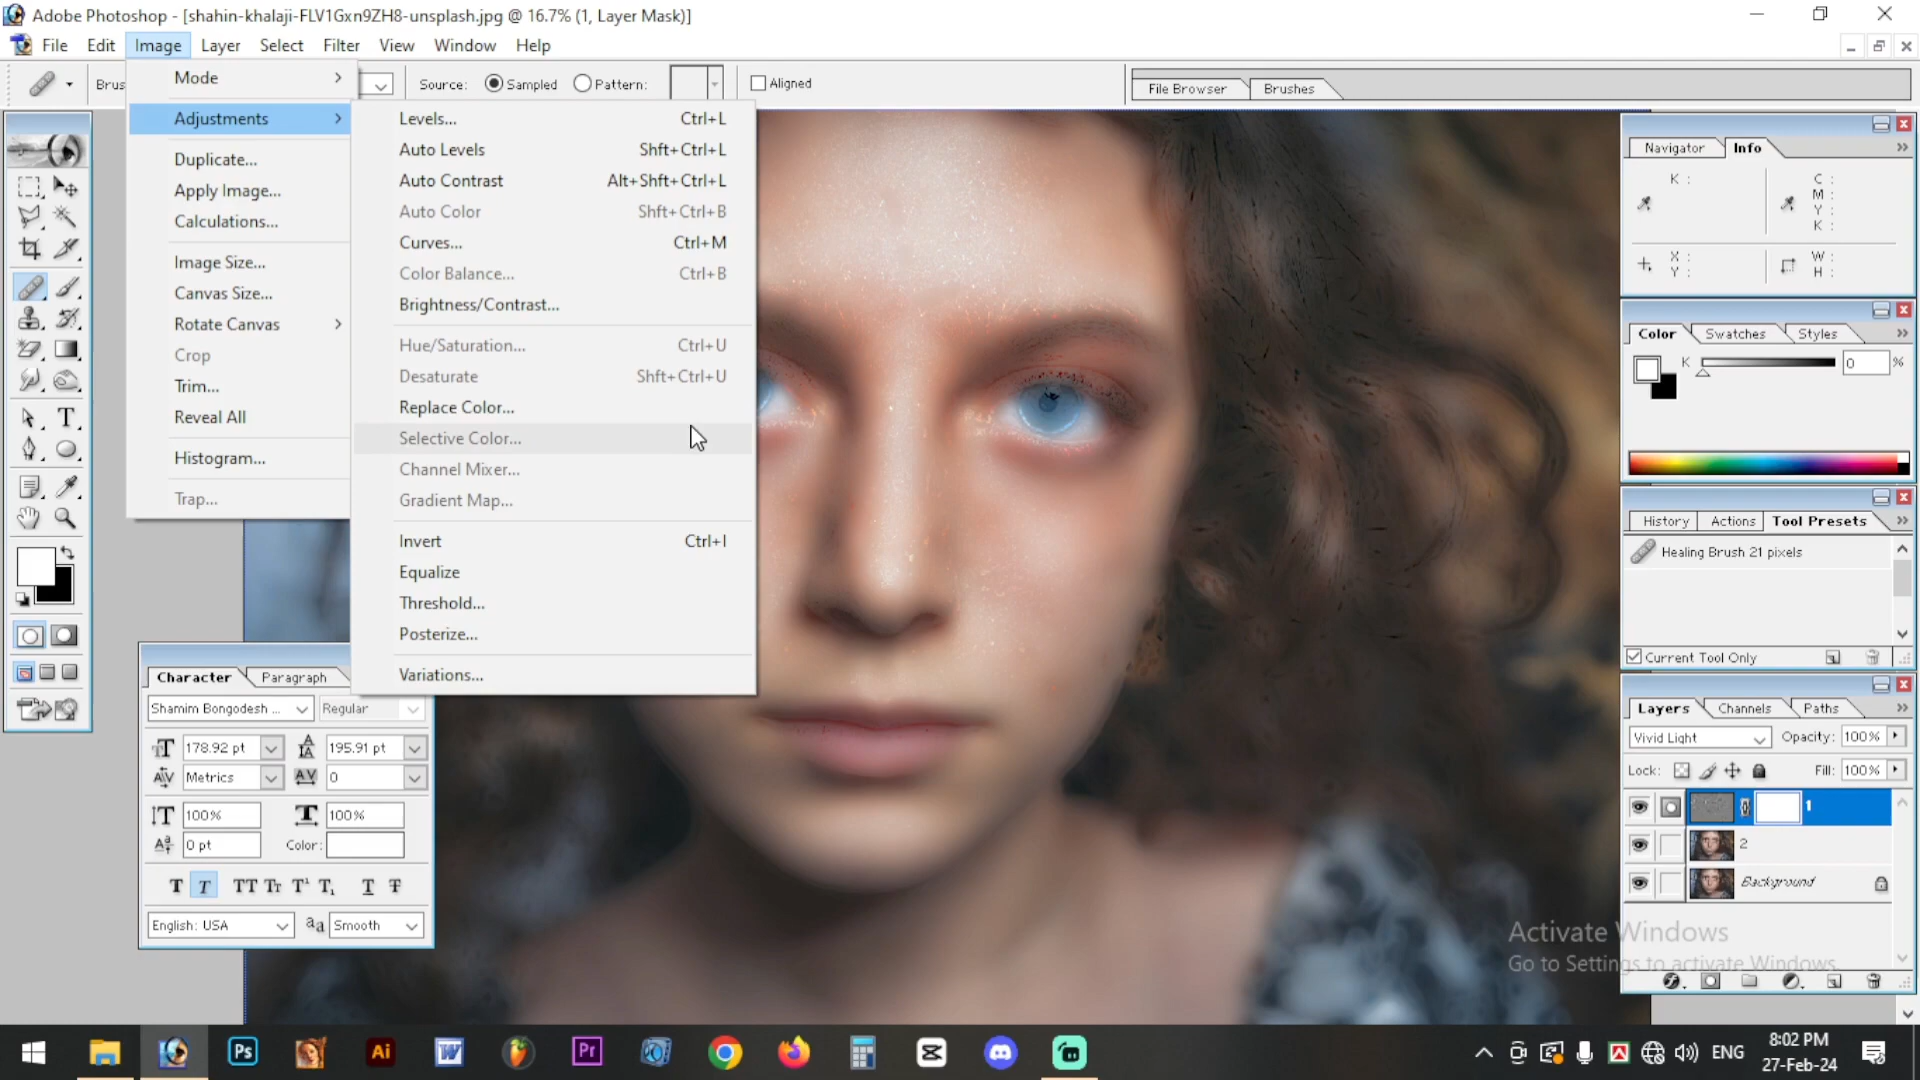 Adobe Photoshop - [shahin-khalaji-FLV1Gxn9ZH8-unsplash.jpg @ 16.7% (1, Layer Mask)]
File Edit Image Layer Select Filter View Window Help
Brus
Source: Sampled Pattern: Aligned
File Browser Brushes
Mode
Adjustments
Duplicate...
Apply Image...
Calculations...
Image Size...
Canvas Size...
Rotate Canvas
Crop
Trim...
Reveal All
Histogram...
Trap...
Levels... Ctrl+L
Auto Levels Shft+Ctrl+L
Auto Contrast Alt+Shft+Ctrl+L
Auto Color Shft+Ctrl+B
Curves... Ctrl+M
Color Balance... Ctrl+B
Brightness/Contrast...
Hue/Saturation... Ctrl+U
Desaturate Shft+Ctrl+U
Replace Color...
Selective Color...
Channel Mixer...
Gradient Map...
Invert Ctrl+I
Equalize
Threshold...
Posterize...
Variations...
Navigator Info
K : C :
M :
Y :
K :
X : W :
Y : H :
Color Swatches Styles
K 0 %
History Actions Tool Presets
Healing Brush 21 pixels
Current Tool Only
Layers Channels Paths
Vivid Light Opacity: 100%
Lock: Fill: 100%
1
2
Background
Character Paragraph
Shamim Bongodesh ... Regular
178.92 pt 195.91 pt
Metrics 0
100% 100%
0 pt Color:
T T TT Tr T¹ T₁ T T
English: USA aa Smooth
Activate Windows
Go to Settings to activate Windows.
Ps Ai W Pr
ENG
8:02 PM
27-Feb-24